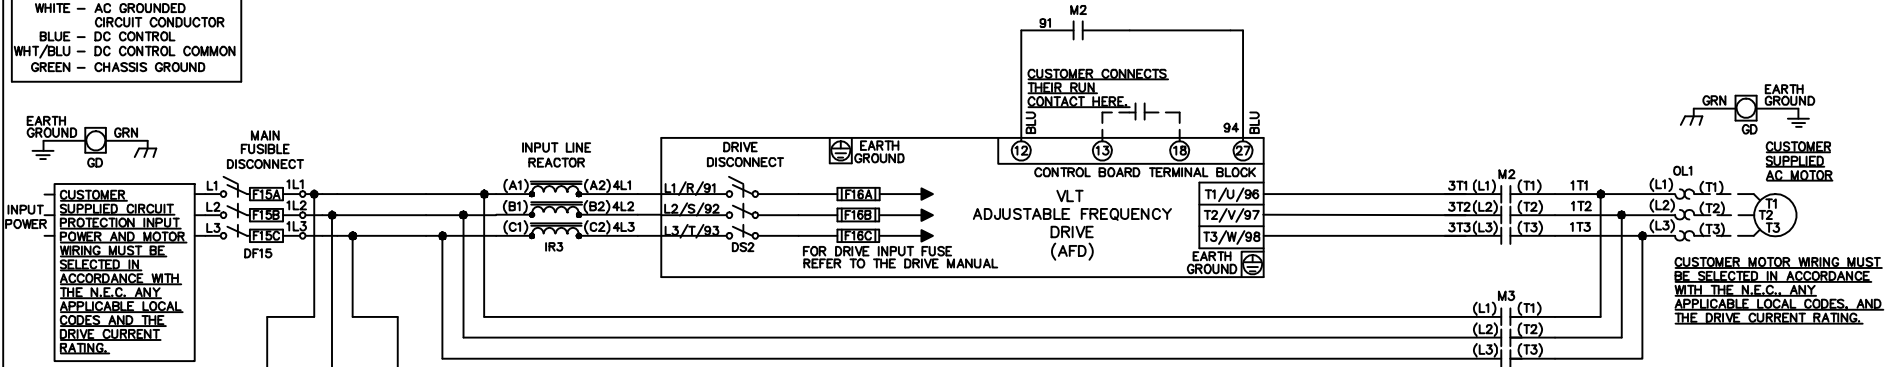 WHITE – AC GROUNDED
CIRCUIT CONDUCTOR
BLUE – DC CONTROL
WHT/BLU – DC CONTROL COMMON
GREEN – CHASSIS GROUND
EARTH
GROUND
GRN
GD
MAIN
FUSIBLE
DISCONNECT
INPUT
POWER
CUSTOMER
SUPPLIED CIRCUIT
PROTECTION INPUT
POWER AND MOTOR
WIRING MUST BE
SELECTED IN
ACCORDANCE WITH
THE N.E.C. ANY
APPLICABLE LOCAL
CODES AND THE
DRIVE CURRENT
RATING.
L1 F15A 1L1
L2 F15B 1L2
L3 F15C 1L3
DF15
INPUT LINE
REACTOR
(A1) (A2) 4L1
(B1) (B2) 4L2
(C1) (C2) 4L3
IR3
DRIVE
DISCONNECT
EARTH
GROUND
L1/R/91 F16A
L2/S/92 F16B
L3/T/93 F16C
DS2
FOR DRIVE INPUT FUSE
REFER TO THE DRIVE MANUAL
M2
91
CUSTOMER CONNECTS
THEIR RUN
CONTACT HERE.
BLU
94 BLU
12 13 18 27
CONTROL BOARD TERMINAL BLOCK
VLT
ADJUSTABLE FREQUENCY
DRIVE
(AFD)
T1/U/96
T2/V/97
T3/W/98
EARTH
GROUND
M2
3T1 (L1) (T1) 1T1
3T2 (L2) (T2) 1T2
3T3 (L3) (T3) 1T3
M3
(L1) (T1)
(L2) (T2)
(L3) (T3)
OL1
(L1) (T1)
(L2) (T2)
(L3) (T3)
T1
T2
T3
GRN
EARTH
GROUND
GD
CUSTOMER
SUPPLIED
AC MOTOR
CUSTOMER MOTOR WIRING MUST
BE SELECTED IN ACCORDANCE
WITH THE N.E.C., ANY
APPLICABLE LOCAL CODES, AND
THE DRIVE CURRENT RATING.